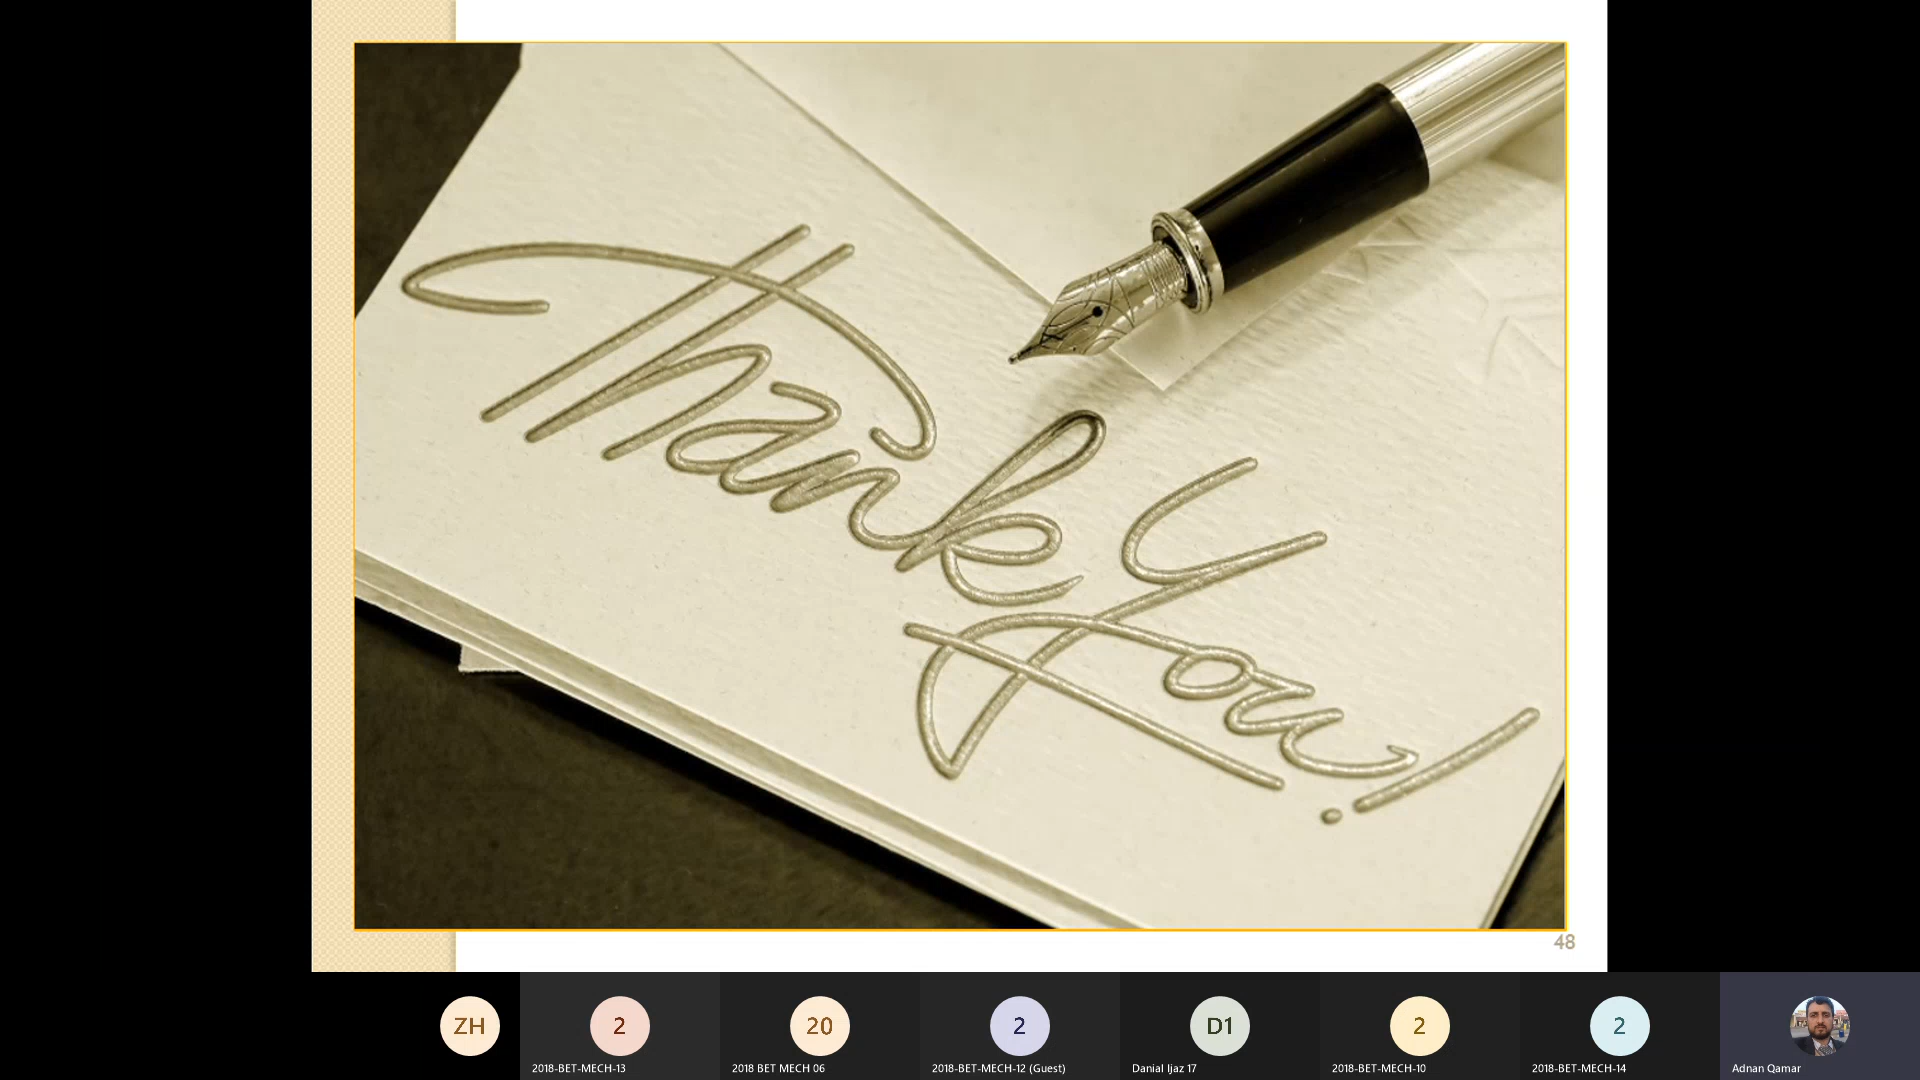 Thank
You!
48
ZH
2
20
2
D1
2
2
2018-BET-MECH-13
2018 BET MECH 06
2018-BET-MECH-12 (Guest)
Danial Ijaz 17
2018-BET-MECH-10
2018-BET-MECH-14
Adnan Qamar